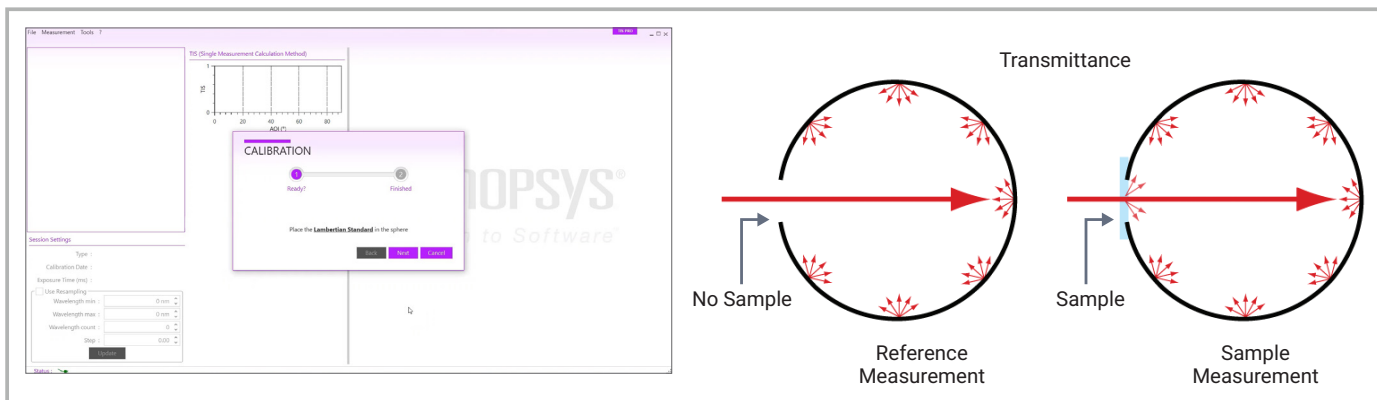 File Measurement Tools ?
TIS (Single Measurement Calculation Method)
1
TIS
0
0 20 40 60 80
AOI (°)
CALIBRATION
1 2
Ready? Finished
Place the Lambertian Standard in the sphere
Back Next Cancel
NOPSYS®
to Software
Session Settings
Type :
Calibration Date :
Exposure Time (ms) :
Use Resampling
Wavelength min : 0 nm
Wavelength max : 0 nm
Wavelength count : 0
Step : 0.00
Update
Status :
Transmittance
No Sample
Sample
Reference
Measurement
Sample
Measurement